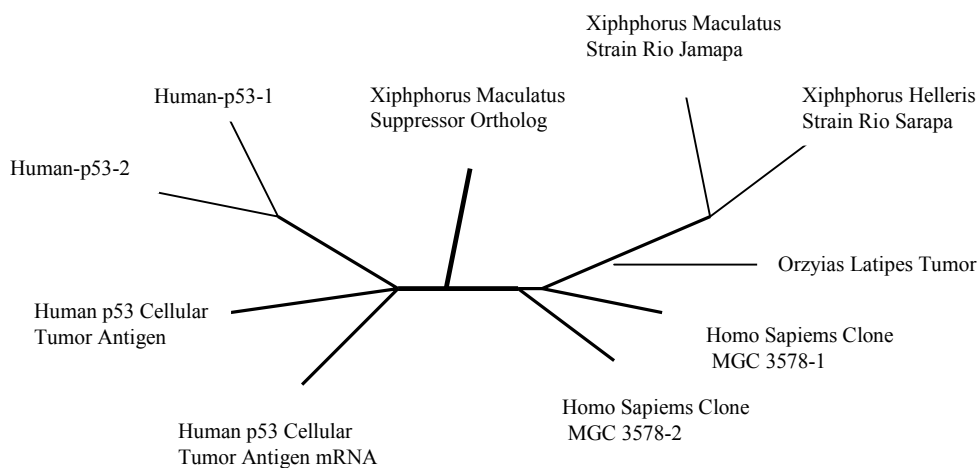 Xiphphorus Maculatus
Strain Rio Jamapa
Human-p53-1
Xiphphorus Maculatus
Suppressor Ortholog
Xiphphorus Helleris
Strain Rio Sarapa
Human-p53-2
Orzyias Latipes Tumor
Human p53 Cellular
Tumor Antigen
Homo Sapiems Clone
MGC 3578-1
Homo Sapiems Clone
MGC 3578-2
Human p53 Cellular
Tumor Antigen mRNA